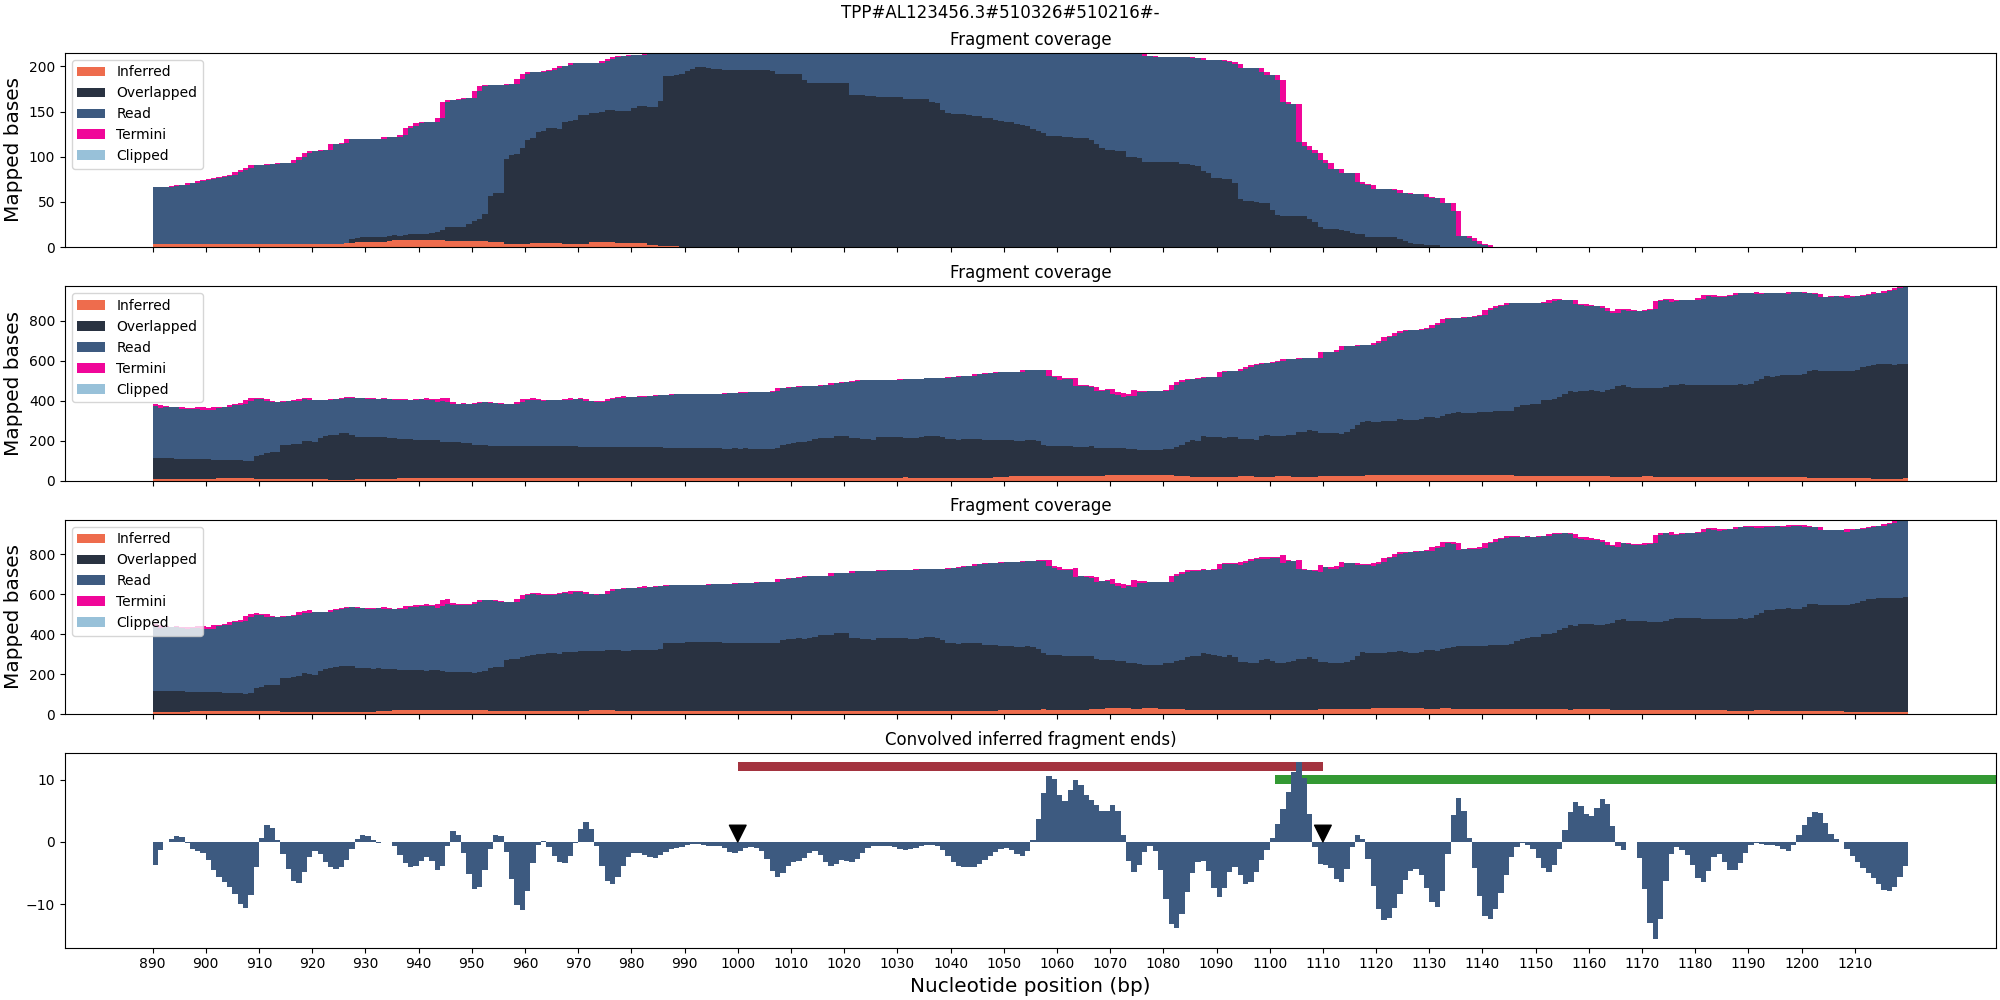 TPP#AL123456.3#510326#510216#-
Fragment coverage
Mapped bases
200
150
100
50
0
Inferred
Overlapped
Read
Termini
Clipped
Fragment coverage
Mapped bases
800
600
400
200
0
Inferred
Overlapped
Read
Termini
Clipped
Fragment coverage
Mapped bases
800
600
400
200
0
Inferred
Overlapped
Read
Termini
Clipped
Convolved inferred fragment ends)
10
0
−10
890 900 910 920 930 940 950 960 970 980 990 1000 1010 1020 1030 1040 1050 1060 1070 1080 1090 1100 1110 1120 1130 1140 1150 1160 1170 1180 1190 1200 1210
Nucleotide position (bp)